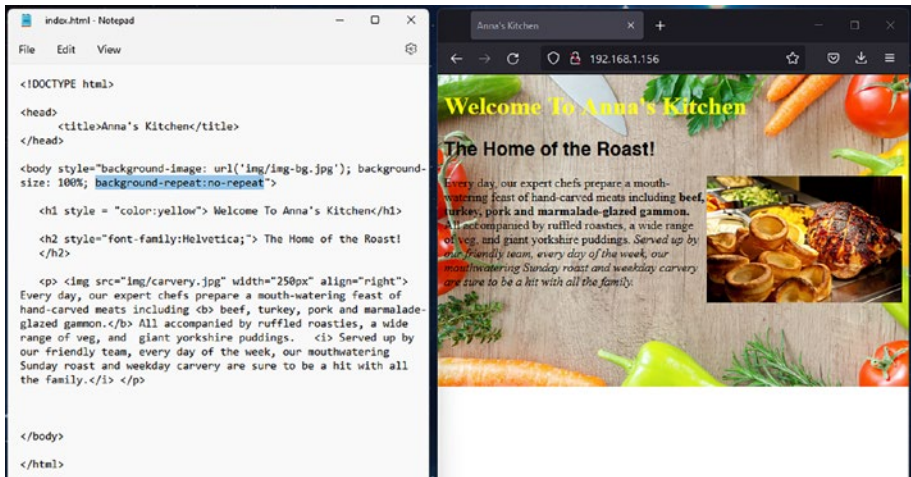 index.html - Notepad
File Edit View
<!DOCTYPE html>
<head>
<title>Anna's Kitchen</title>
</head>
<body style="background-image: url('img/img-bg.jpg'); background-
size: 100%; background-repeat:no-repeat">
<h1 style = "color:yellow"> Welcome To Anna's Kitchen</h1>
<h2 style="font-family:Helvetica;"> The Home of the Roast!
</h2>
<p> <img src="img/carvery.jpg" width="250px" align="right">
Every day, our expert chefs prepare a mouth-watering feast of
hand-carved meats including <b> beef, turkey, pork and marmalade-
glazed gammon.</b> All accompanied by ruffled roasties, a wide
range of veg, and  giant yorkshire puddings.   <i> Served up by
our friendly team, every day of the week, our mouthwatering
Sunday roast and weekday carvery are sure to be a hit with all
the family.</i> </p>
</body>
</html>
Anna's Kitchen
192.168.1.156
Welcome To Anna's Kitchen
The Home of the Roast!
Every day, our expert chefs prepare a mouth-
watering feast of hand-carved meats including beef,
turkey, pork and marmalade-glazed gammon.
All accompanied by ruffled roasties, a wide range
of veg, and giant yorkshire puddings. Served up by
our friendly team, every day of the week, our
mouthwatering Sunday roast and weekday carvery
are sure to be a hit with all the family.